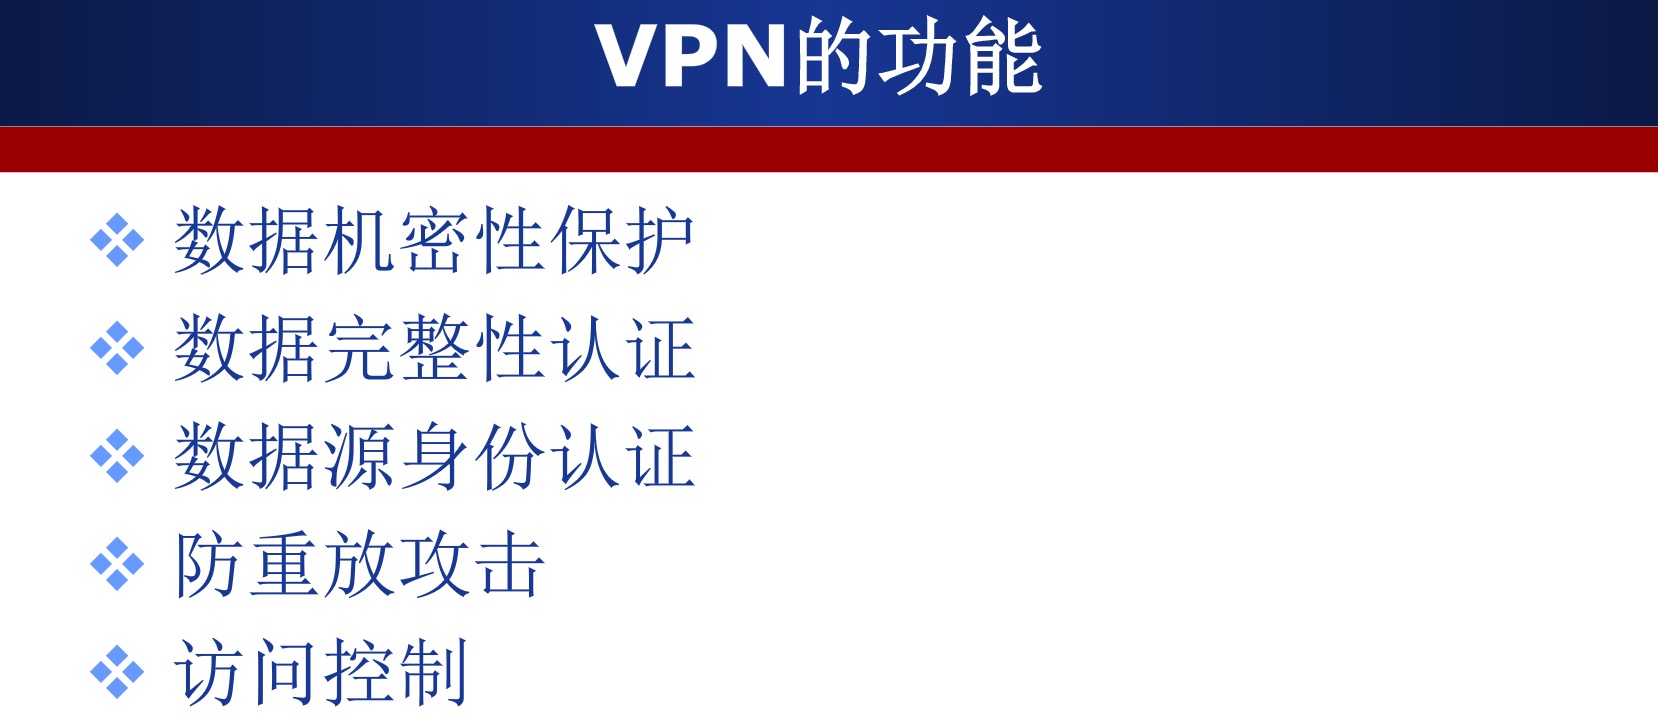 VPN的功能
数据机密性保护
数据完整性认证
数据源身份认证
防重放攻击
访问控制